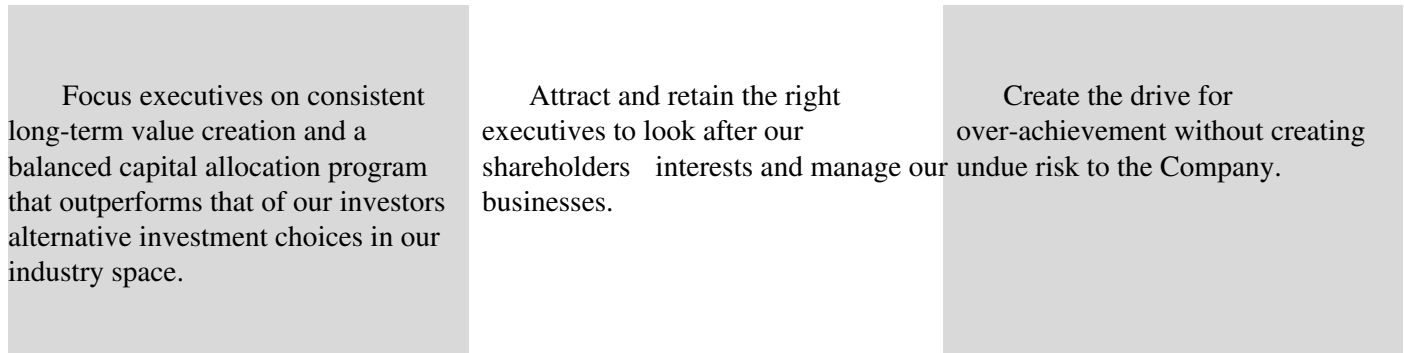 Focus executives on consistent
long-term value creation and a
balanced capital allocation program
that outperforms that of our investors
alternative investment choices in our
industry space.
Attract and retain the right
executives to look after our
shareholders interests and manage our
businesses.
Create the drive for
over-achievement without creating
undue risk to the Company.